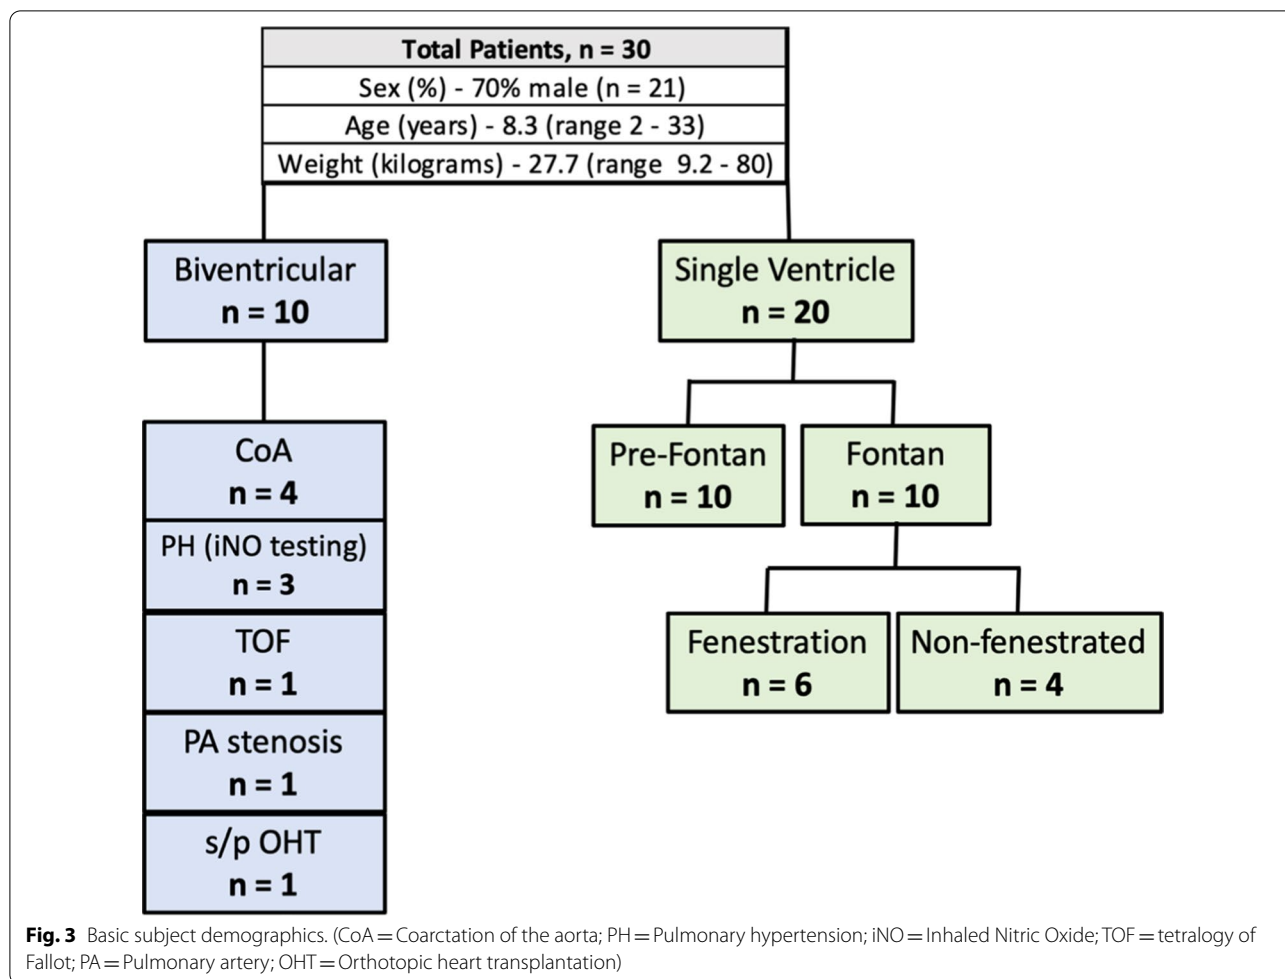 Total Patients, n = 30
Sex (%) - 70% male (n = 21)
Age (years) - 8.3 (range 2 - 33)
Weight (kilograms) - 27.7 (range 9.2 - 80)
Biventricular
n = 10
Single Ventricle
n = 20
CoA
n = 4
PH (iNO testing)
n = 3
TOF
n = 1
PA stenosis
n = 1
s/p OHT
n = 1
Pre-Fontan
n = 10
Fontan
n = 10
Fenestration
n = 6
Non-fenestrated
n = 4
Fig. 3 Basic subject demographics. (CoA = Coarctation of the aorta; PH = Pulmonary hypertension; iNO = Inhaled Nitric Oxide; TOF = tetralogy of
Fallot; PA = Pulmonary artery; OHT = Orthotopic heart transplantation)